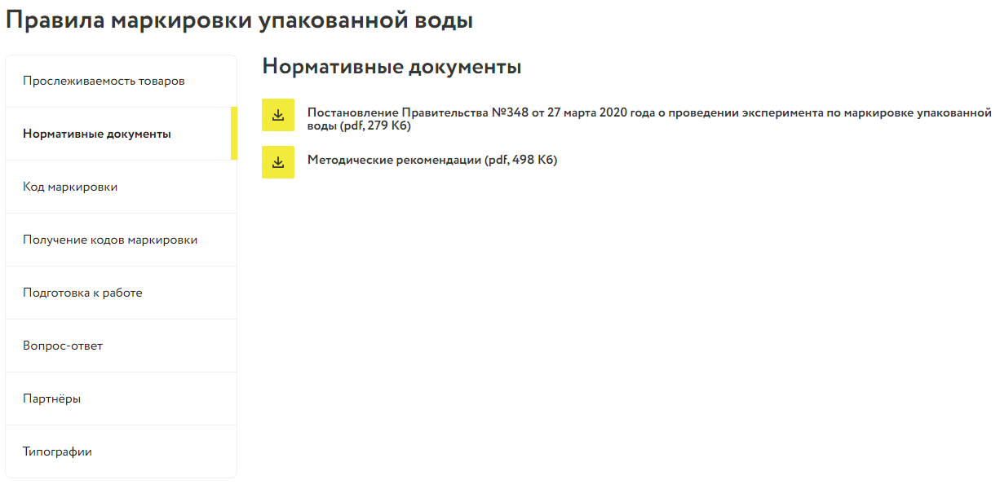 Правила маркировки упакованной воды
Прослеживаемость товаров
Нормативные документы
Код маркировки
Получение кодов маркировки
Подготовка к работе
Вопрос-ответ
Партнёры
Типографии
Нормативные документы
Постановление Правительства №348 от 27 марта 2020 года о проведении эксперимента по маркировке упакованной
воды (pdf, 279 Кб)
Методические рекомендации (pdf, 498 Кб)